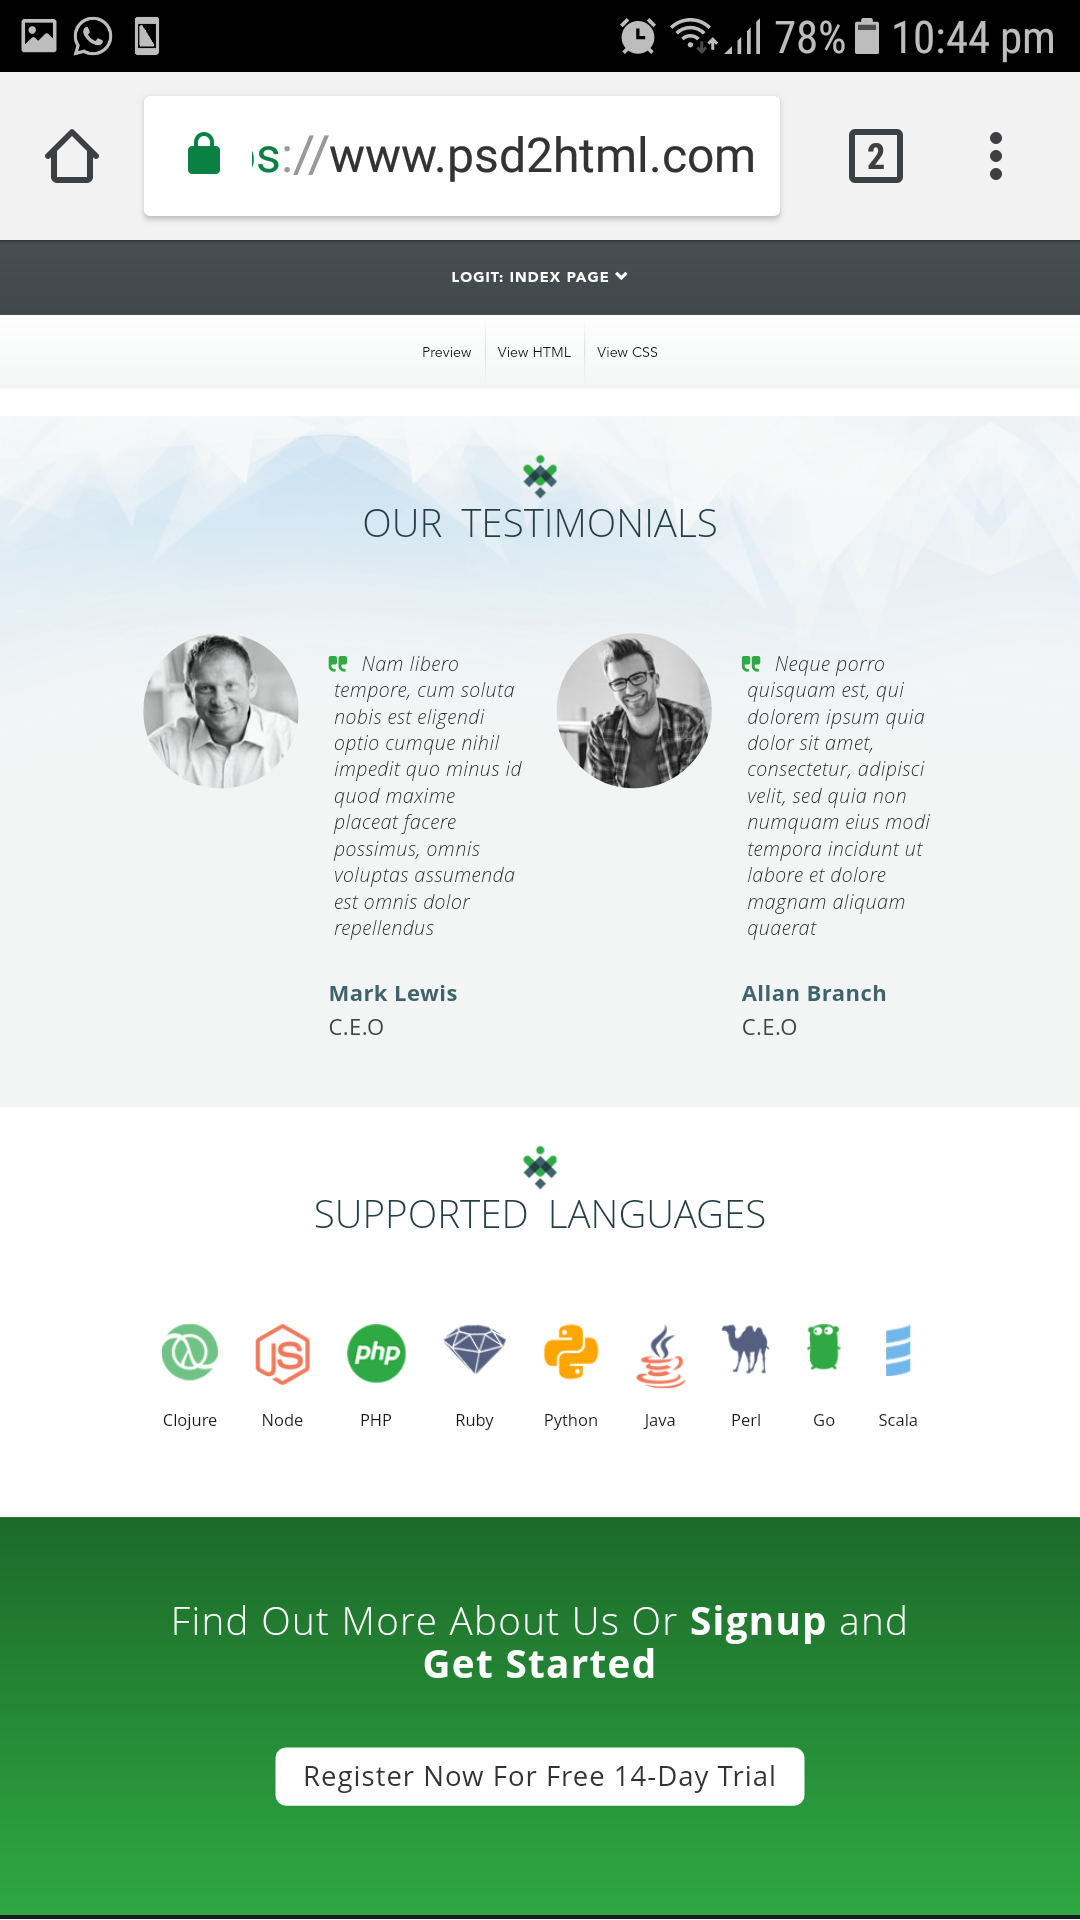 78% 10:44 pm
s://www.psd2html.com
2
LOGIT: INDEX PAGE
Preview View HTML View CSS
OUR TESTIMONIALS
Nam libero
tempore, cum soluta
nobis est eligendi
optio cumque nihil
impedit quo minus id
quod maxime
placeat facere
possimus, omnis
voluptas assumenda
est omnis dolor
repellendus
Mark Lewis
C.E.O
Neque porro
quisquam est, qui
dolorem ipsum quia
dolor sit amet,
consectetur, adipisci
velit, sed quia non
numquam eius modi
tempora incidunt ut
labore et dolore
magnam aliquam
quaerat
Allan Branch
C.E.O
SUPPORTED LANGUAGES
JS php
Clojure Node PHP Ruby Python Java Perl Go Scala
Find Out More About Us Or Signup and
Get Started
Register Now For Free 14-Day Trial